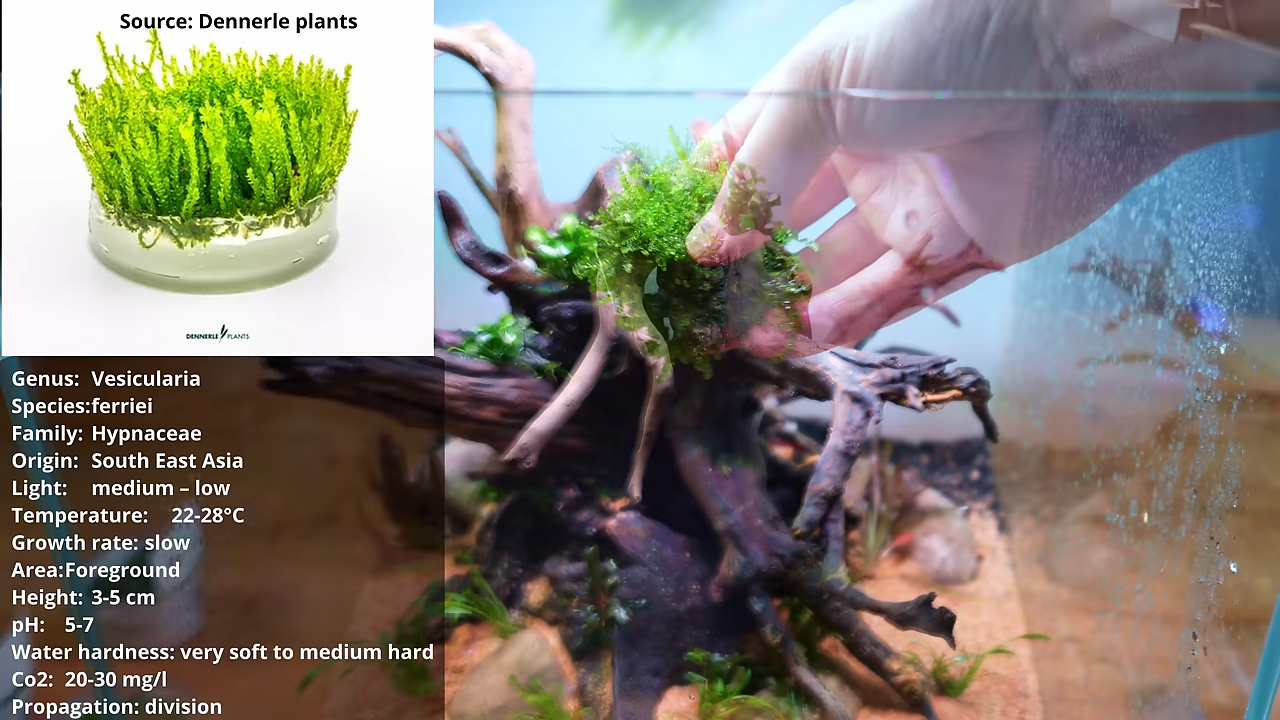 Source: Dennerle plants
DENNERLE PLANTS
Genus: Vesicularia
Species:ferriei
Family: Hypnaceae
Origin: South East Asia
Light: medium – low
Temperature: 22-28°C
Growth rate: slow
Area:Foreground
Height: 3-5 cm
pH: 5-7
Water hardness: very soft to medium hard
Co2: 20-30 mg/l
Propagation: division